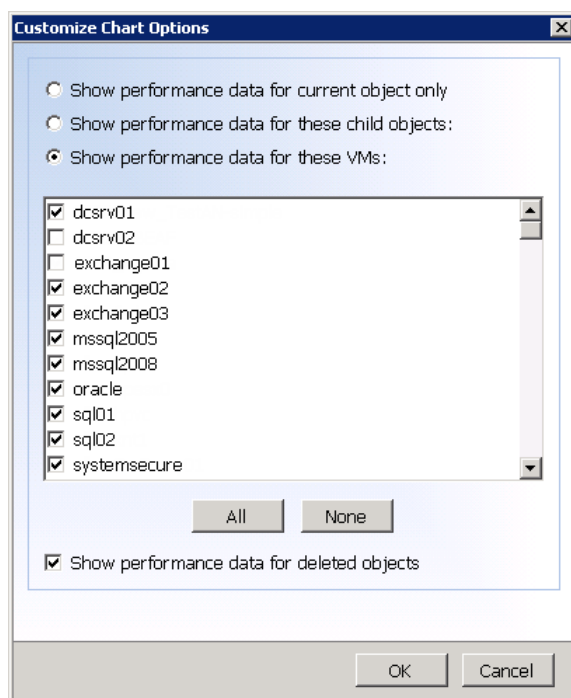 Customize Chart Options
Show performance data for current object only
Show performance data for these child objects:
Show performance data for these VMs:
dcsrv01
dcsrv02
exchange01
exchange02
exchange03
mssql2005
mssql2008
oracle
sql01
sql02
systemsecure
All None
Show performance data for deleted objects
OK Cancel